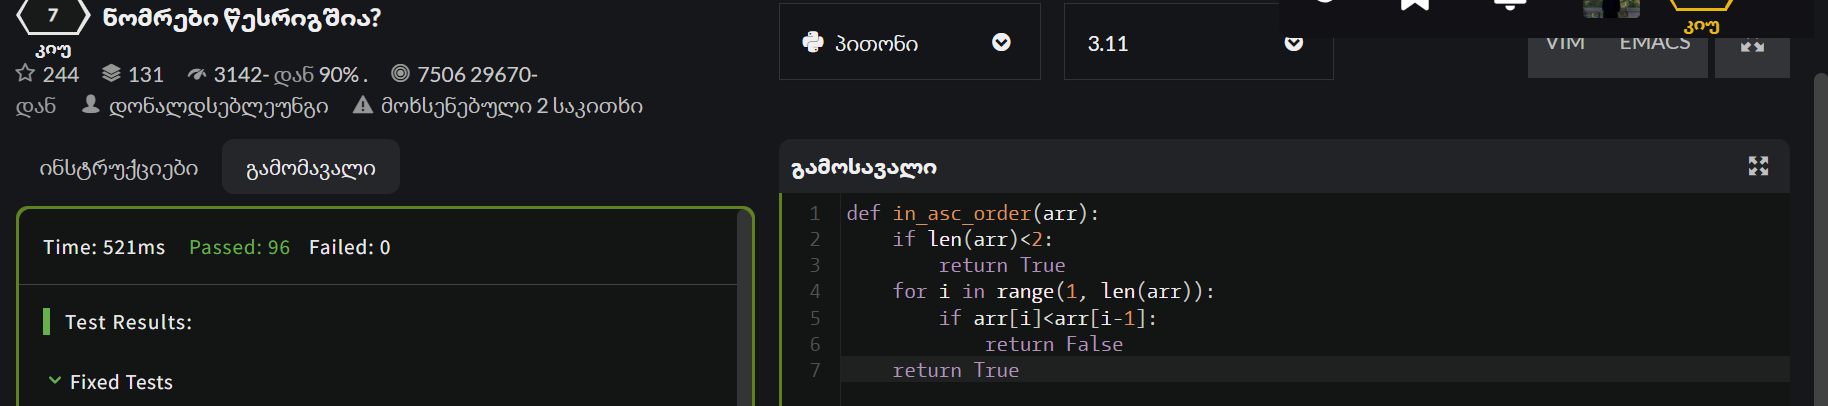 7 ნომრები წესრიგშია?
კიუ
244 131 3142- დან 90% . 7506 29670-
დან დონალდსებლეუნგი მოხსენებული 2 საკითხი
პითონი 3.11 VIM EMACS
კიუ
ინსტრუქციები გამომავალი
Time: 521ms Passed: 96 Failed: 0
Test Results:
Fixed Tests
გამოსავალი
1 def in_asc_order(arr):
2 if len(arr)<2:
3 return True
4 for i in range(1, len(arr)):
5 if arr[i]<arr[i-1]:
6 return False
7 return True